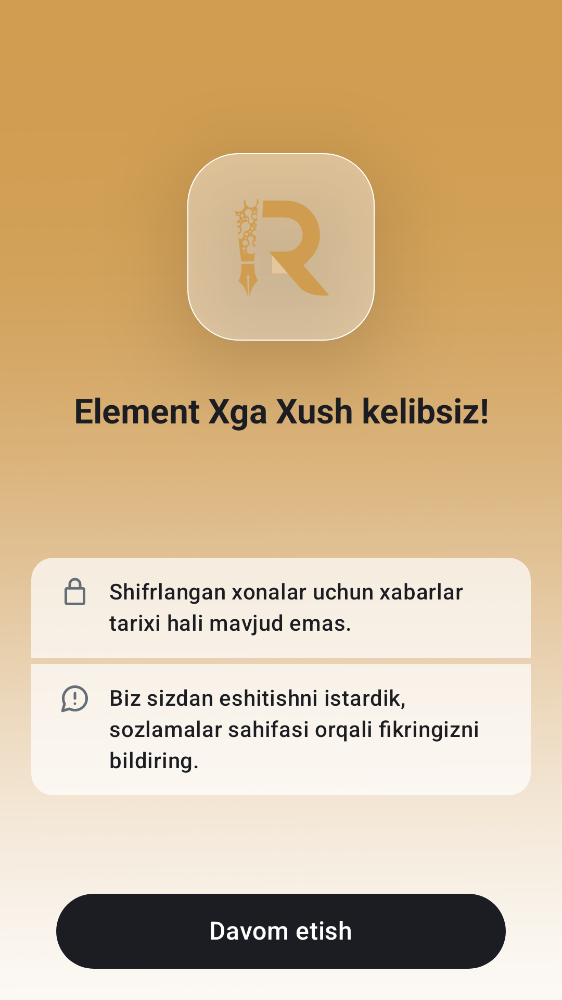 R
Element Xga Xush kelibsiz!
Shifrlangan xonalar uchun xabarlar
tarixi hali mavjud emas.
Biz sizdan eshitishni istardik,
sozlamalar sahifasi orqali fikringizni
bildiring.
Davom etish